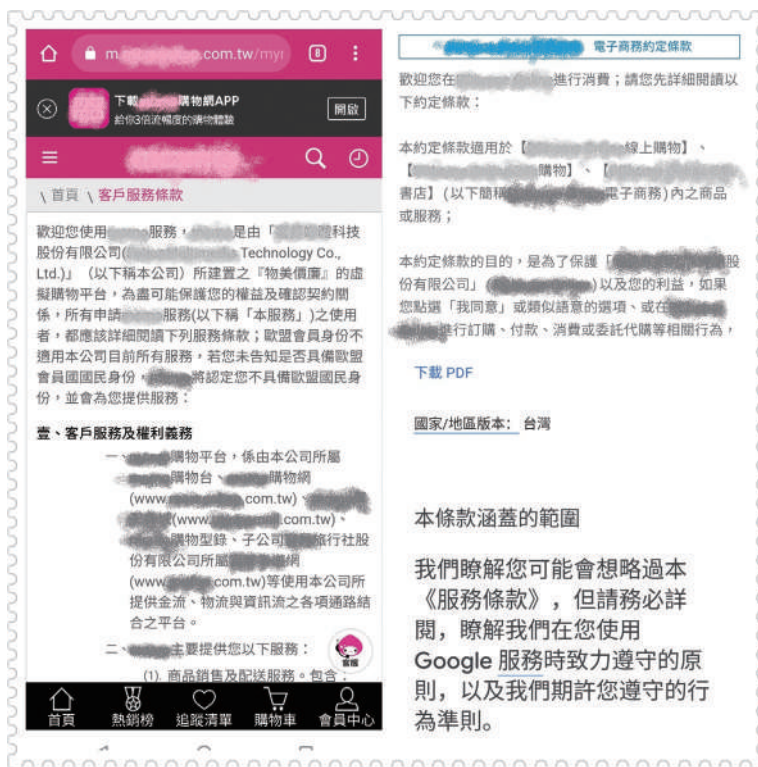 m. .com.tw/my
8
下載 購物網APP
給你3倍流暢度的購物體驗
開啟
\ 首頁 \ 客戶服務條款
歡迎您使用 服務, 是由「 科技
股份有限公司( Technology Co.,
Ltd.)」(以下稱本公司)所建置之『物美價廉』的虛
擬購物平台,為盡可能保護您的權益及確認契約關
係,所有申請 服務(以下稱「本服務」)之使用
者,都應該詳細閱讀下列服務條款;歐盟會員身份不
適用本公司目前所有服務,若您未告知是否具備歐盟
會員國國民身份, 將認定您不具備歐盟國民身
份,並會為您提供服務:
壹、客戶服務及權利義務
一、 購物平台,係由本公司所屬
購物台、 購物網
(www. .com.tw)、
(www. .com.tw)、
購物型錄、子公司 旅行社股
份有限公司所屬 網
(www. com.tw)等使用本公司所
提供金流、物流與資訊流之各項通路結
合之平台。
二、 主要提供您以下服務:
(1). 商品銷售及配送服務。包含:
客服
首頁 熱銷榜 追蹤清單 購物車 會員中心
電子商務約定條款
歡迎您在 進行消費;請您先詳細閱讀以
下約定條款:
本約定條款適用於【 線上購物】、
【 購物】、【
書店】(以下簡稱 電子商務)內之商品
或服務;
本約定條款的目的,是為了保護「 股
份有限公司」( )以及您的利益,如果
您點選「我同意」或類似語意的選項、或在
進行訂購、付款、消費或委託代購等相關行為,
下載 PDF
國家/地區版本: 台灣
本條款涵蓋的範圍
我們瞭解您可能會想略過本
《服務條款》,但請務必詳
閱,瞭解我們在您使用
Google 服務時致力遵守的原
則,以及我們期許您遵守的行
為準則。